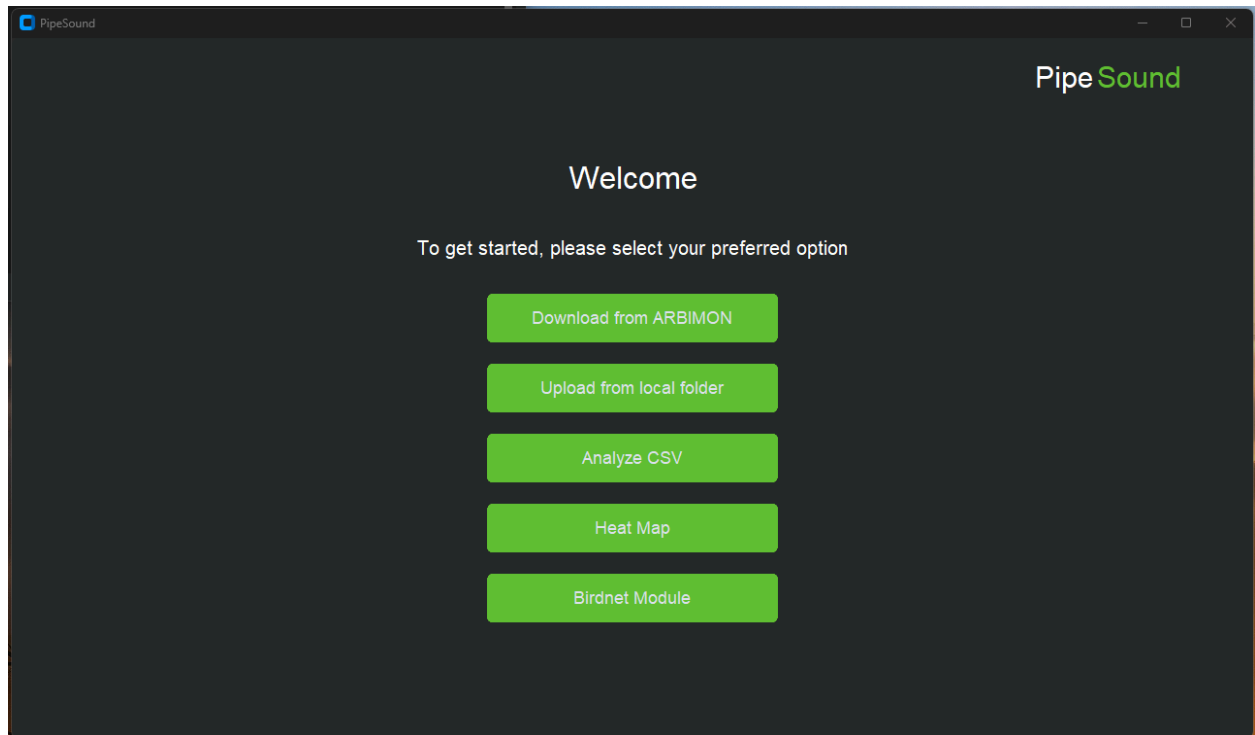 PipeSound
Pipe Sound
Welcome
To get started, please select your preferred option
Download from ARBIMON
Upload from local folder
Analyze CSV
Heat Map
Birdnet Module